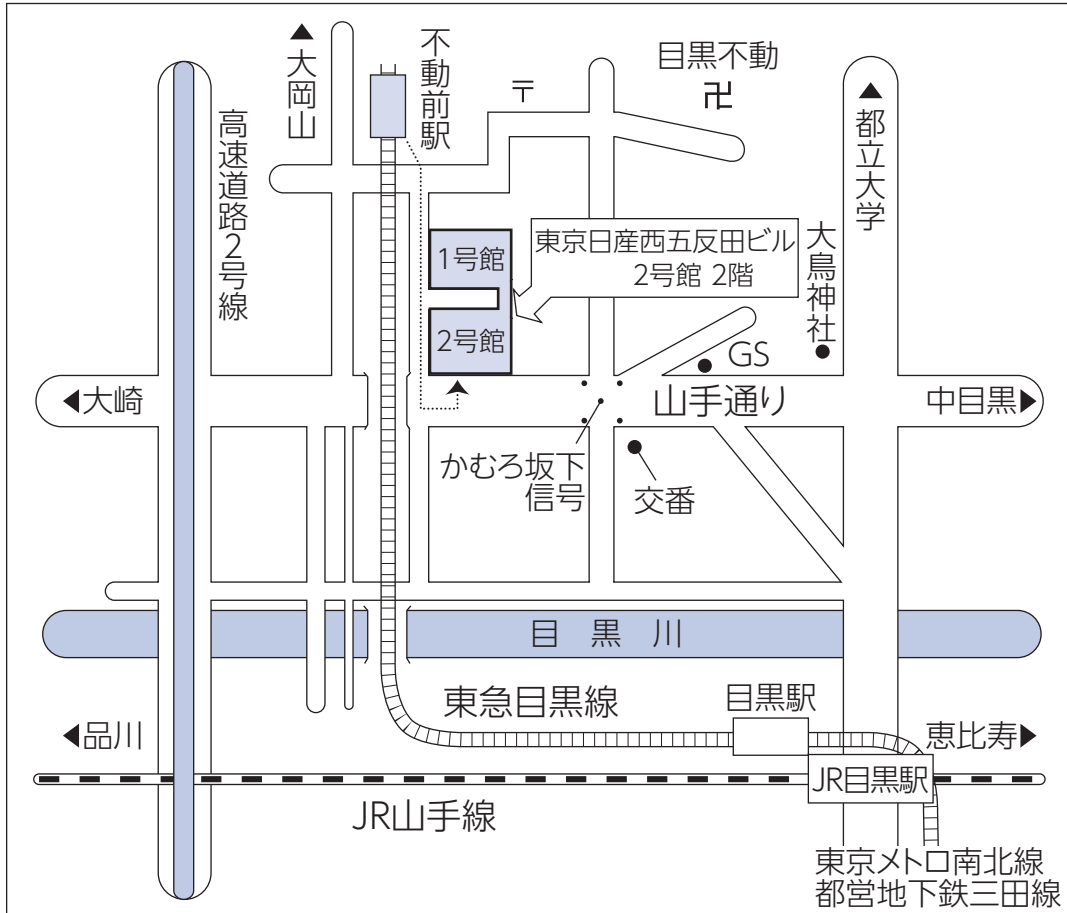 ▲大岡山
不動前駅
〒
目黒不動
卍
▲都立大学
高速道路2号線
1号館
2号館
東京日産西五反田ビル
2号館 2階
大鳥神社
GS
◀大崎
山手通り
中目黒▶
かむろ坂下
信号
交番
目黒川
東急目黒線
目黒駅
◀品川
恵比寿▶
JR目黒駅
JR山手線
東京メトロ南北線
都営地下鉄三田線